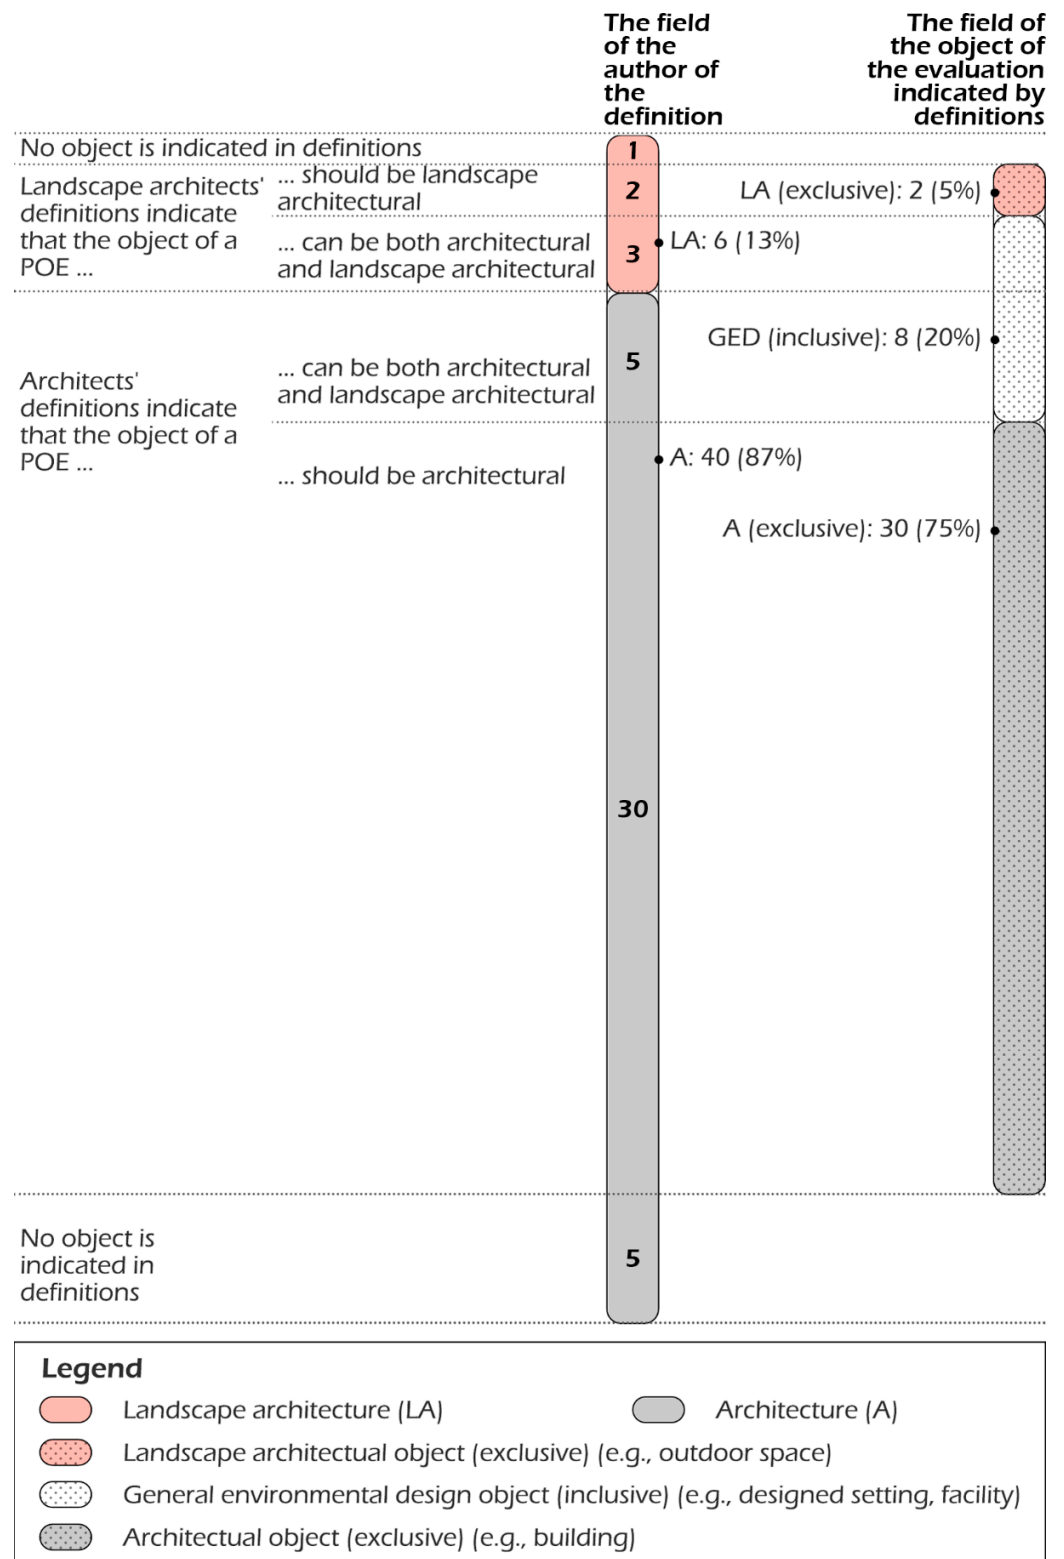 The field
of the
author of
the
definition
The field of
the object of
the evaluation
indicated by
definitions
No object is indicated in definitions
1
Landscape architects'
definitions indicate
that the object of a
POE ...
... should be landscape
architectural
2
LA (exclusive): 2 (5%)
... can be both architectural
and landscape architectural
3
LA: 6 (13%)
GED (inclusive): 8 (20%)
Architects'
definitions indicate
that the object of a
POE ...
... can be both architectural
and landscape architectural
5
... should be architectural
A: 40 (87%)
A (exclusive): 30 (75%)
30
No object is
indicated in
definitions
5
Legend
Landscape architecture (LA)
Architecture (A)
Landscape architectual object (exclusive) (e.g., outdoor space)
General environmental design object (inclusive) (e.g., designed setting, facility)
Architectual object (exclusive) (e.g., building)